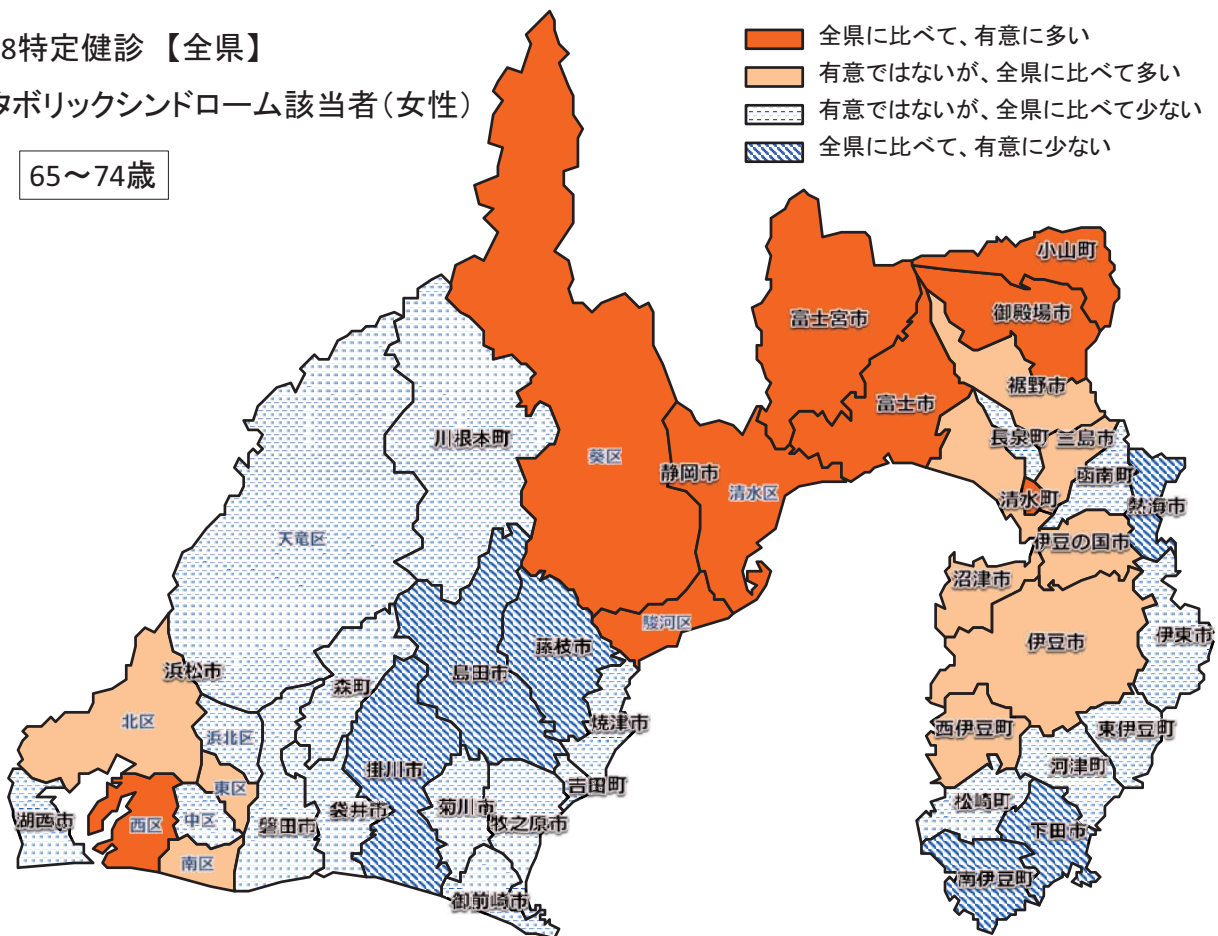 8特定健診 【全県】
タボリックシンドローム該当者(女性)
65～74歳
全県に比べて、有意に多い
有意ではないが、全県に比べて多い
有意ではないが、全県に比べて少ない
全県に比べて、有意に少ない
小山町
御殿場市
富士宮市
裾野市
富士市
長泉町
三島市
函南町
川根本町
葵区
静岡市
清水区
清水町
熱海市
天竜区
伊豆の国市
沼津市
駿河区
藤枝市
伊豆市
伊東市
浜松市
島田市
森町
北区
浜北区
焼津市
西伊豆町
東伊豆町
掛川市
河津町
東区
吉田町
湖西市
西区
中区
磐田市
袋井市
菊川市
牧之原市
松崎町
下田市
南区
御前崎市
南伊豆町